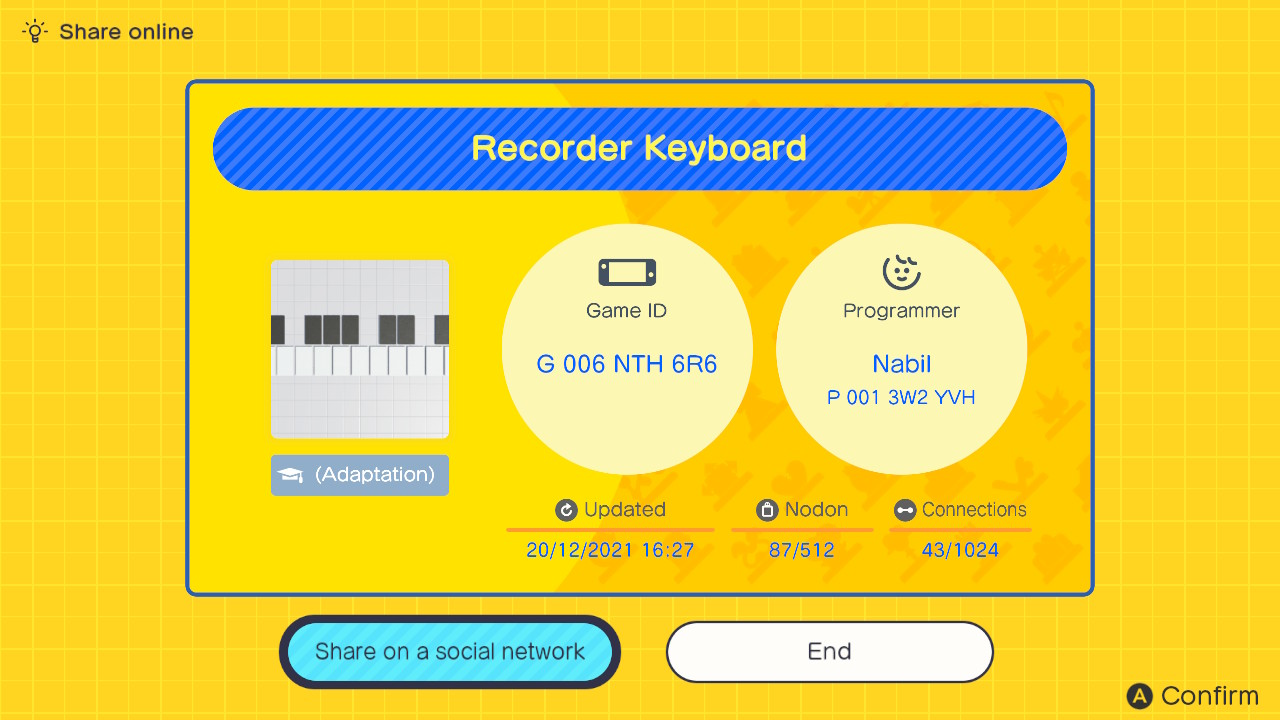 Share online
Recorder Keyboard
Game ID
G 006 NTH 6R6
Programmer
Nabil
P 001 3W2 YVH
(Adaptation)
Updated
20/12/2021 16:27
Nodon
87/512
Connections
43/1024
Share on a social network
End
A Confirm